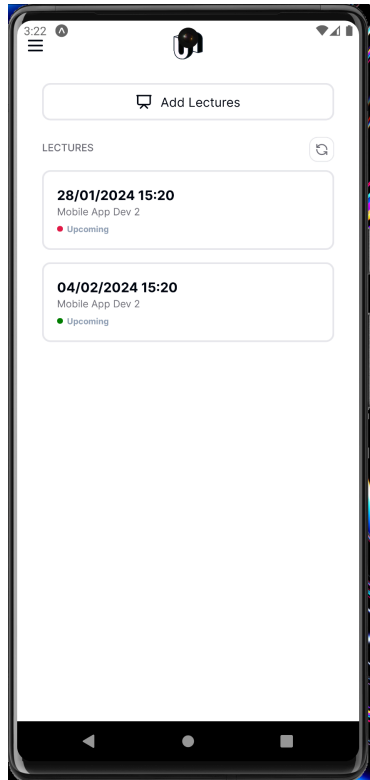 3:22
Add Lectures
LECTURES
28/01/2024 15:20
Mobile App Dev 2
Upcoming
04/02/2024 15:20
Mobile App Dev 2
Upcoming